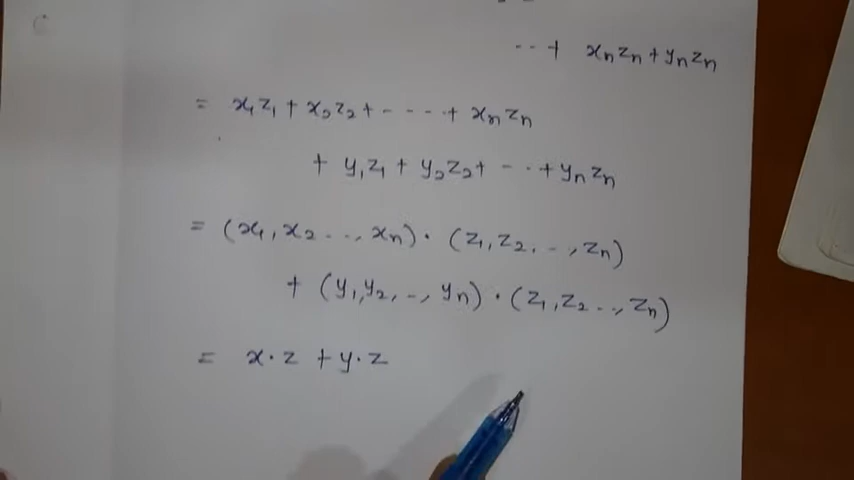 -- + xₙzₙ + yₙzₙ
= x₁z₁ + x₂z₂ + - - - · + xₙzₙ
+ y₁z₁ + y₂z₂ + - · · + yₙzₙ
= (x₁, x₂ - . . , xₙ) · (z₁, z₂, - . , zₙ)
+ (y₁, y₂, - . , yₙ) · (z₁, z₂ - . , zₙ)
= x · z + y · z